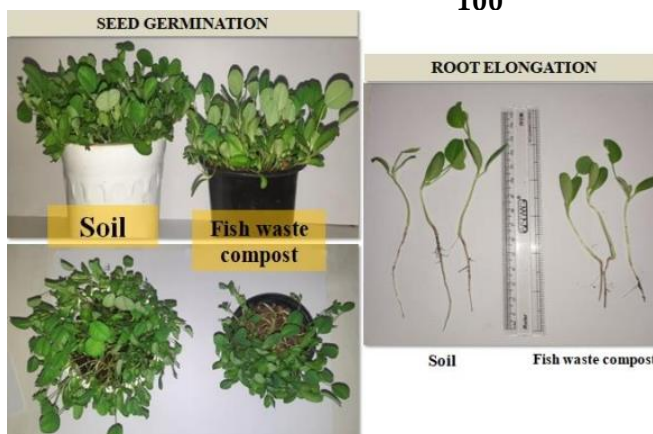 100
SEED GERMINATION
Soil
Fish waste
compost
ROOT ELONGATION
Soil
Fish waste compost